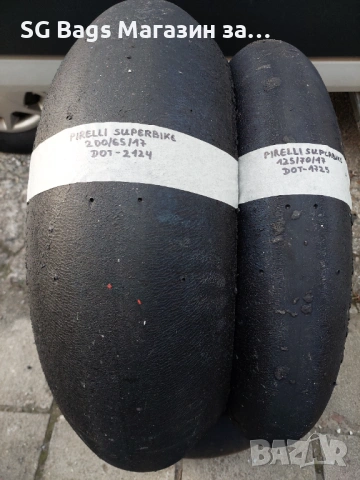 SG Bags Магазин за…
PIRELLI SUPERBIKE
200/65/17
DOT-2124
PIRELLI SUPERBIKE
125/70/17
DOT-1725
BAZAR